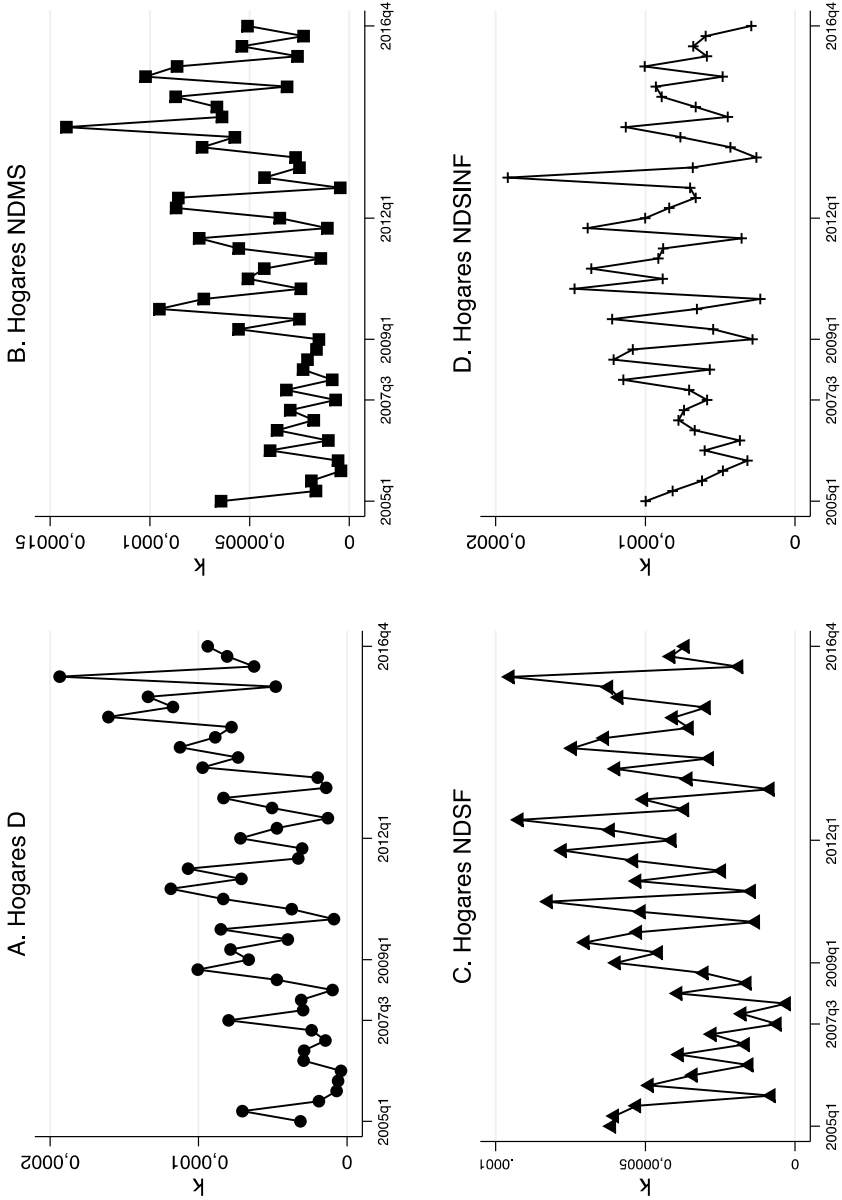 A. Hogares D
k
0,0002
0,0001
0
2005q1
2007q3
2009q1
2012q1
2016q4
B. Hogares NDMS
k
0,00015
0,0001
0,00005
0
2005q1
2007q3
2009q1
2012q1
2016q4
C. Hogares NDSF
k
.0001
0,00005
0
2005q1
2007q3
2009q1
2012q1
2016q4
D. Hogares NDSINF
k
0,0002
0,0001
0
2005q1
2007q3
2009q1
2012q1
2016q4